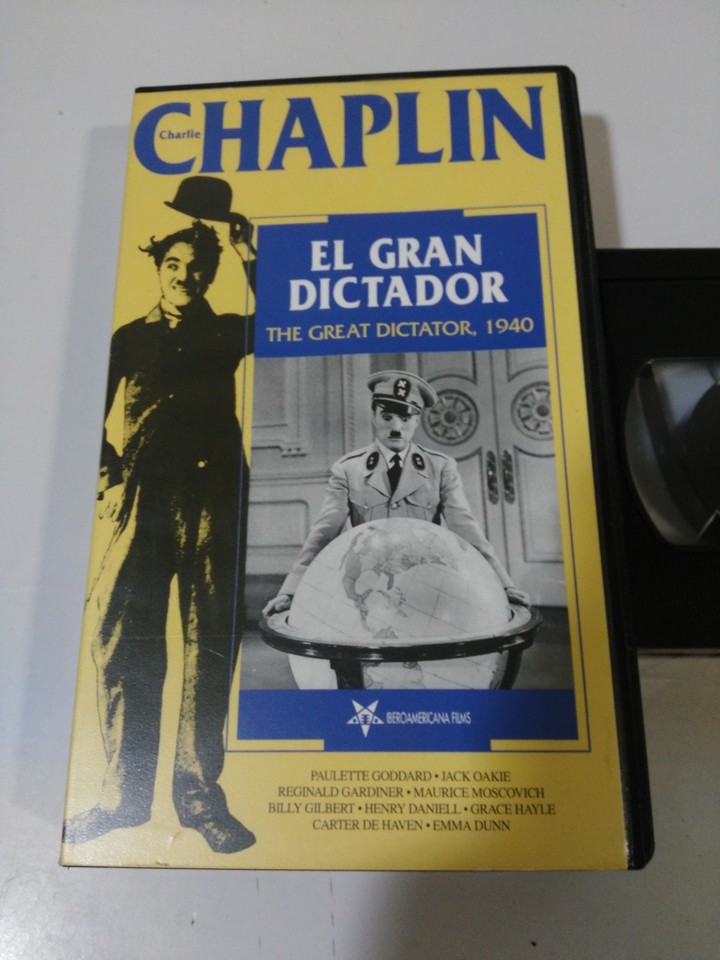 Charlie
CHAPLIN
EL GRAN
DICTADOR
THE GREAT DICTATOR, 1940
IBEROAMERICANA FILMS
PAULETTE GODDARD • JACK OAKIE
REGINALD GARDINER • MAURICE MOSCOVICH
BILLY GILBERT • HENRY DANIELL • GRACE HAYLE
CARTER DE HAVEN • EMMA DUNN